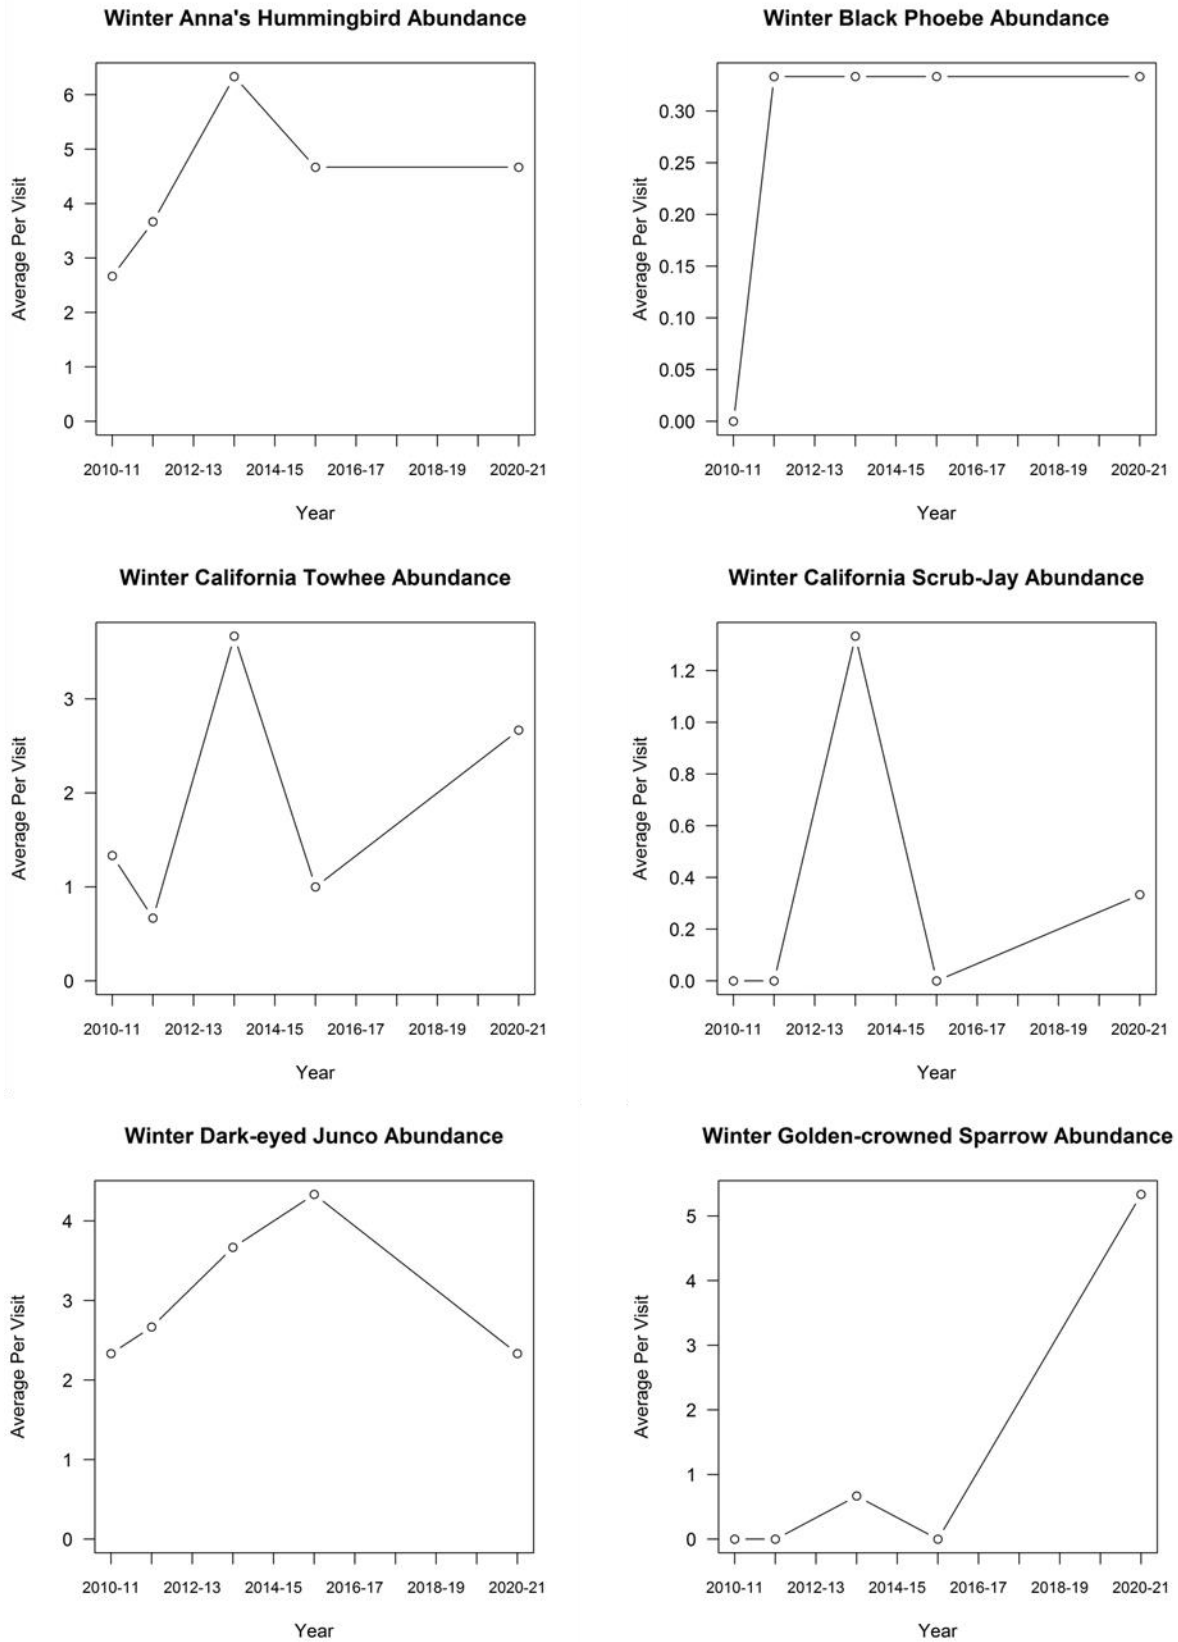 Winter Anna's Hummingbird Abundance
Average Per Visit
6
5
4
3
2
1
0
2010-11 2012-13 2014-15 2016-17 2018-19 2020-21
Year
Winter Black Phoebe Abundance
Average Per Visit
0.30
0.25
0.20
0.15
0.10
0.05
0.00
2010-11 2012-13 2014-15 2016-17 2018-19 2020-21
Year
Winter California Towhee Abundance
Average Per Visit
3
2
1
0
2010-11 2012-13 2014-15 2016-17 2018-19 2020-21
Year
Winter California Scrub-Jay Abundance
Average Per Visit
1.2
1.0
0.8
0.6
0.4
0.2
0.0
2010-11 2012-13 2014-15 2016-17 2018-19 2020-21
Year
Winter Dark-eyed Junco Abundance
Average Per Visit
4
3
2
1
0
2010-11 2012-13 2014-15 2016-17 2018-19 2020-21
Year
Winter Golden-crowned Sparrow Abundance
Average Per Visit
5
4
3
2
1
0
2010-11 2012-13 2014-15 2016-17 2018-19 2020-21
Year